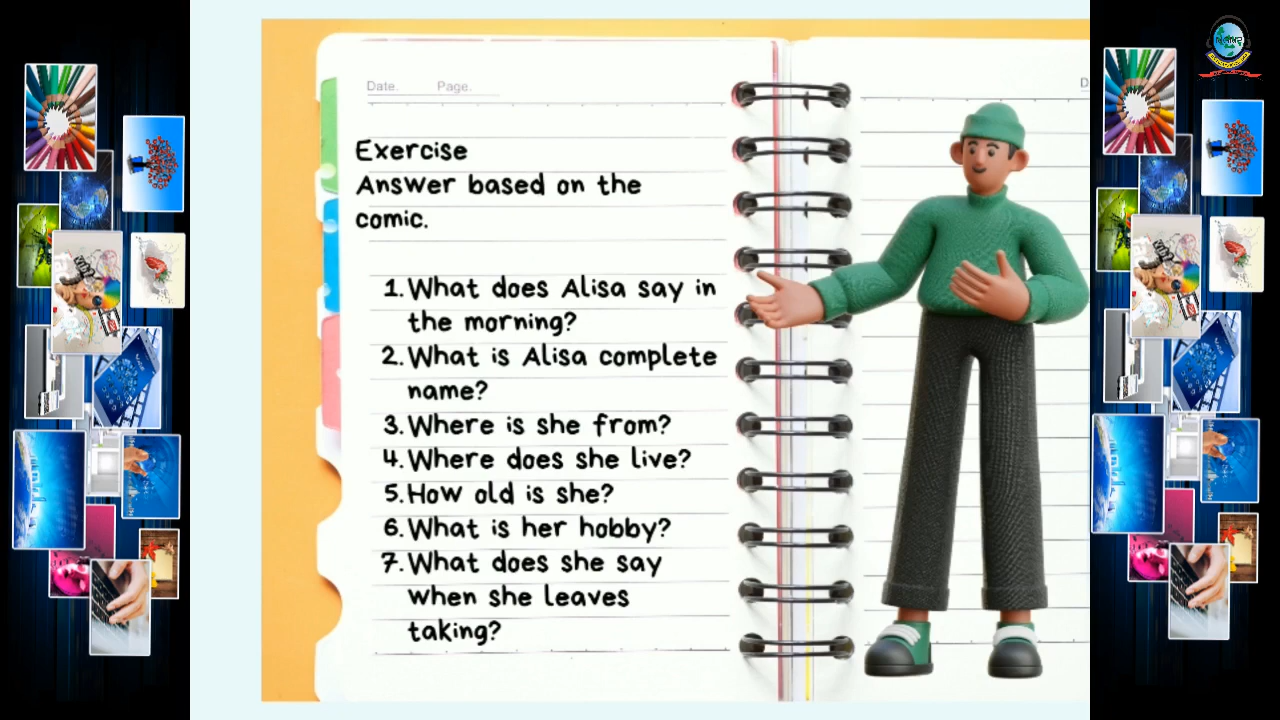 Date. Page.
Exercise
Answer based on the
comic.
1. What does Alisa say in
the morning?
2. What is Alisa complete
name?
3. Where is she from?
4. Where does she live?
5. How old is she?
6. What is her hobby?
7. What does she say
when she leaves
taking?